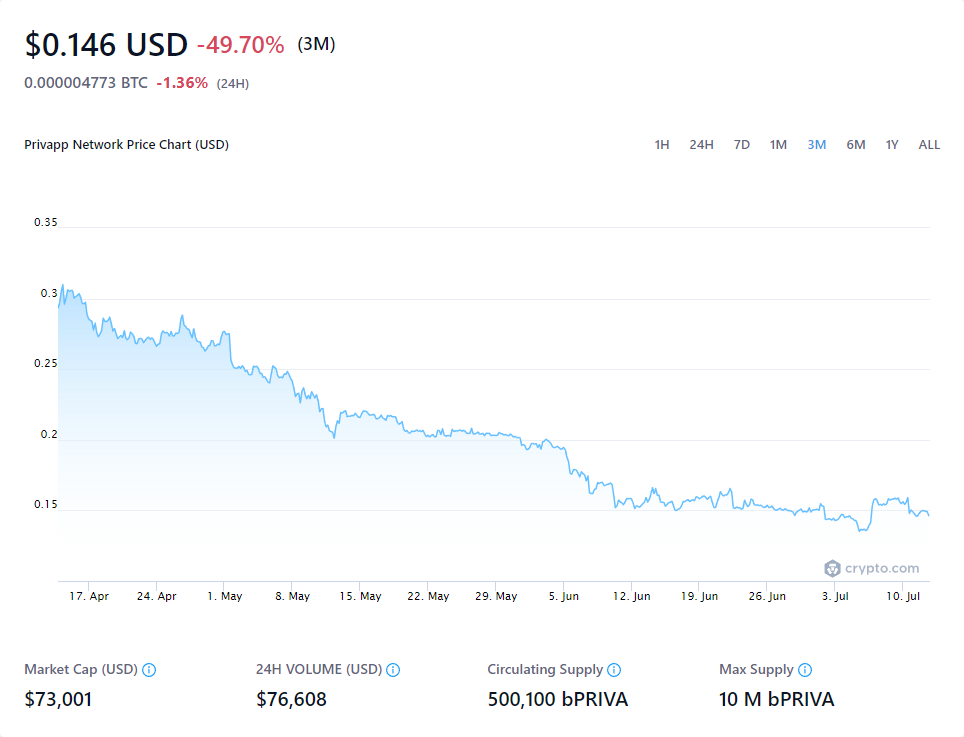 $0.146 USD -49.70% (3M)
0.000004773 BTC -1.36% (24H)
Privapp Network Price Chart (USD) 1H 24H 7D 1M 3M 6M 1Y ALL
0.35
0.3
0.25
0.2
0.15
crypto.com
17. Apr 24. Apr 1. May 8. May 15. May 22. May 29. May 5. Jun 12. Jun 19. Jun 26. Jun 3. Jul 10. Jul
Market Cap (USD) 24H VOLUME (USD) Circulating Supply Max Supply
$73,001 $76,608 500,100 bPRIVA 10 M bPRIVA